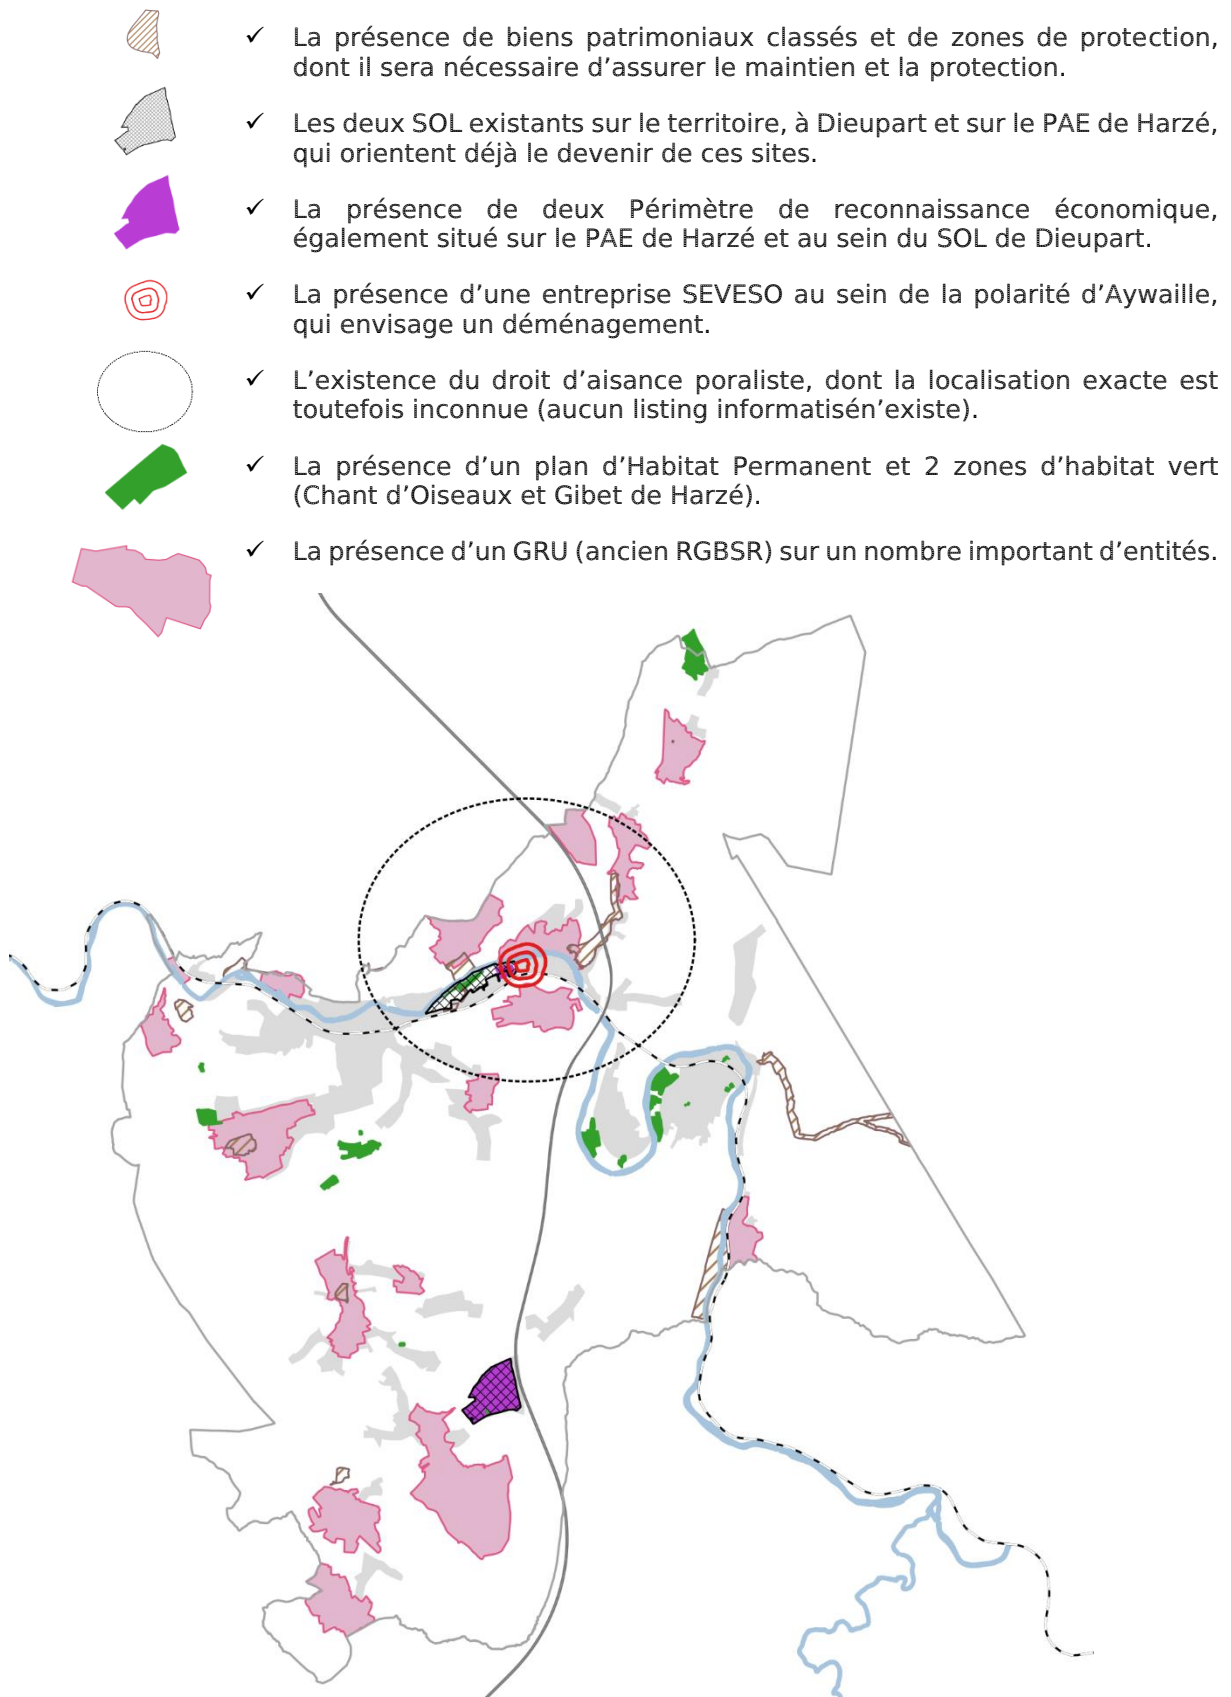 ✓ La présence de biens patrimoniaux classés et de zones de protection,
dont il sera nécessaire d'assurer le maintien et la protection.
✓ Les deux SOL existants sur le territoire, à Dieupart et sur le PAE de Harzé,
qui orientent déjà le devenir de ces sites.
✓ La présence de deux Périmètre de reconnaissance économique,
également situé sur le PAE de Harzé et au sein du SOL de Dieupart.
✓ La présence d'une entreprise SEVESO au sein de la polarité d'Aywaille,
qui envisage un déménagement.
✓ L'existence du droit d'aisance poraliste, dont la localisation exacte est
toutefois inconnue (aucun listing informatisén'existe).
✓ La présence d'un plan d'Habitat Permanent et 2 zones d'habitat vert
(Chant d'Oiseaux et Gibet de Harzé).
✓ La présence d'un GRU (ancien RGBSR) sur un nombre important d'entités.